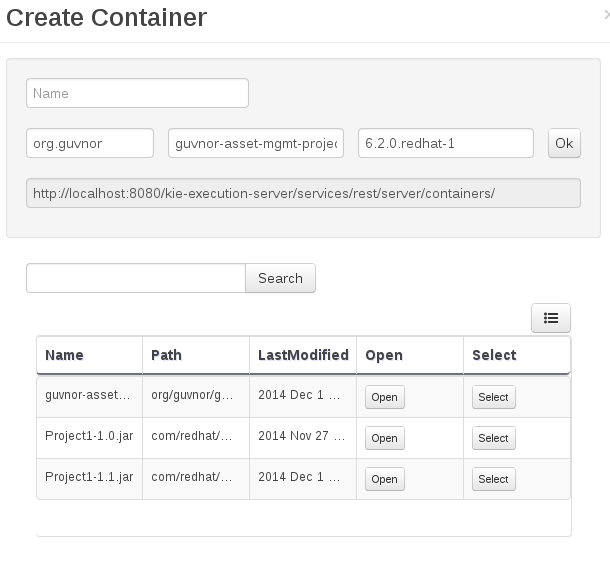 Create Container
Name
org.guvnor guvnor-asset-mgmt-projec 6.2.0.redhat-1 Ok
http://localhost:8080/kie-execution-server/services/rest/server/containers/
Search
Name Path LastModified Open Select
guvnor-asset... org/guvnor/g... 2014 Dec 1 ... Open Select
Project1-1.0.jar com/redhat/... 2014 Nov 27 ... Open Select
Project1-1.1.jar com/redhat/... 2014 Dec 1 ... Open Select